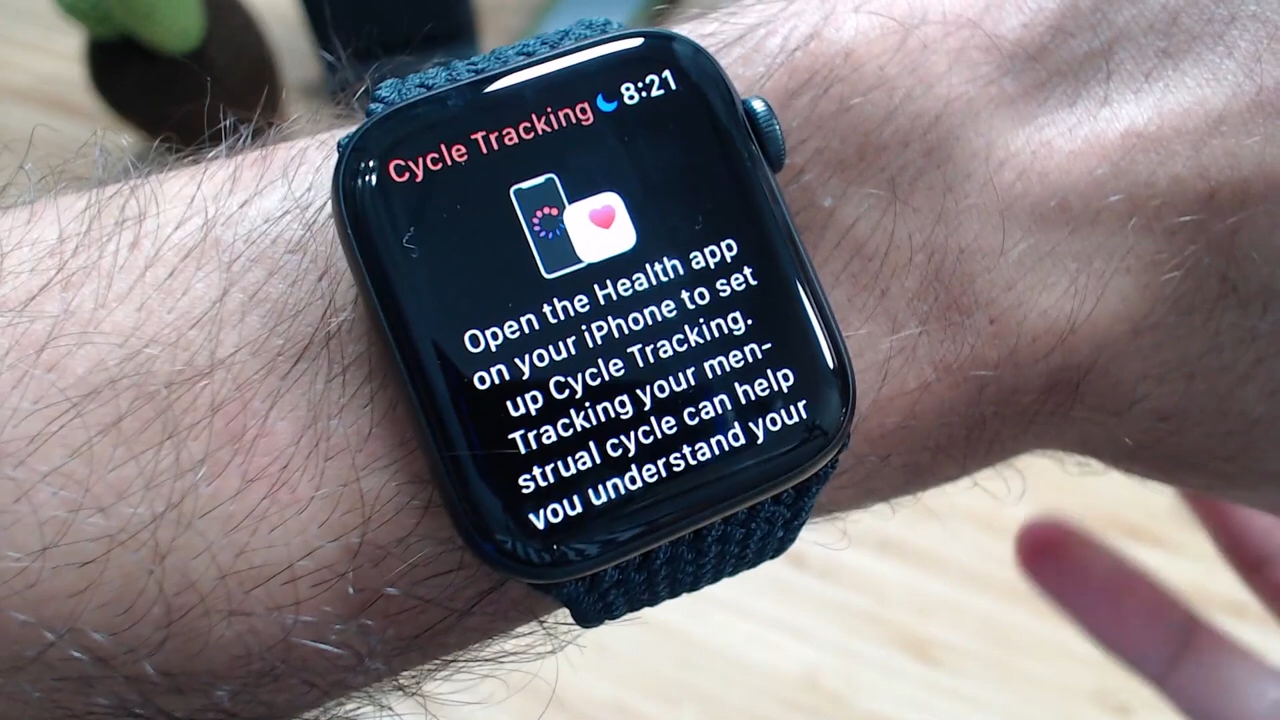 Cycle Tracking 8:21
Open the Health app
on your iPhone to set
up Cycle Tracking.
Tracking your men-
strual cycle can help
you understand your